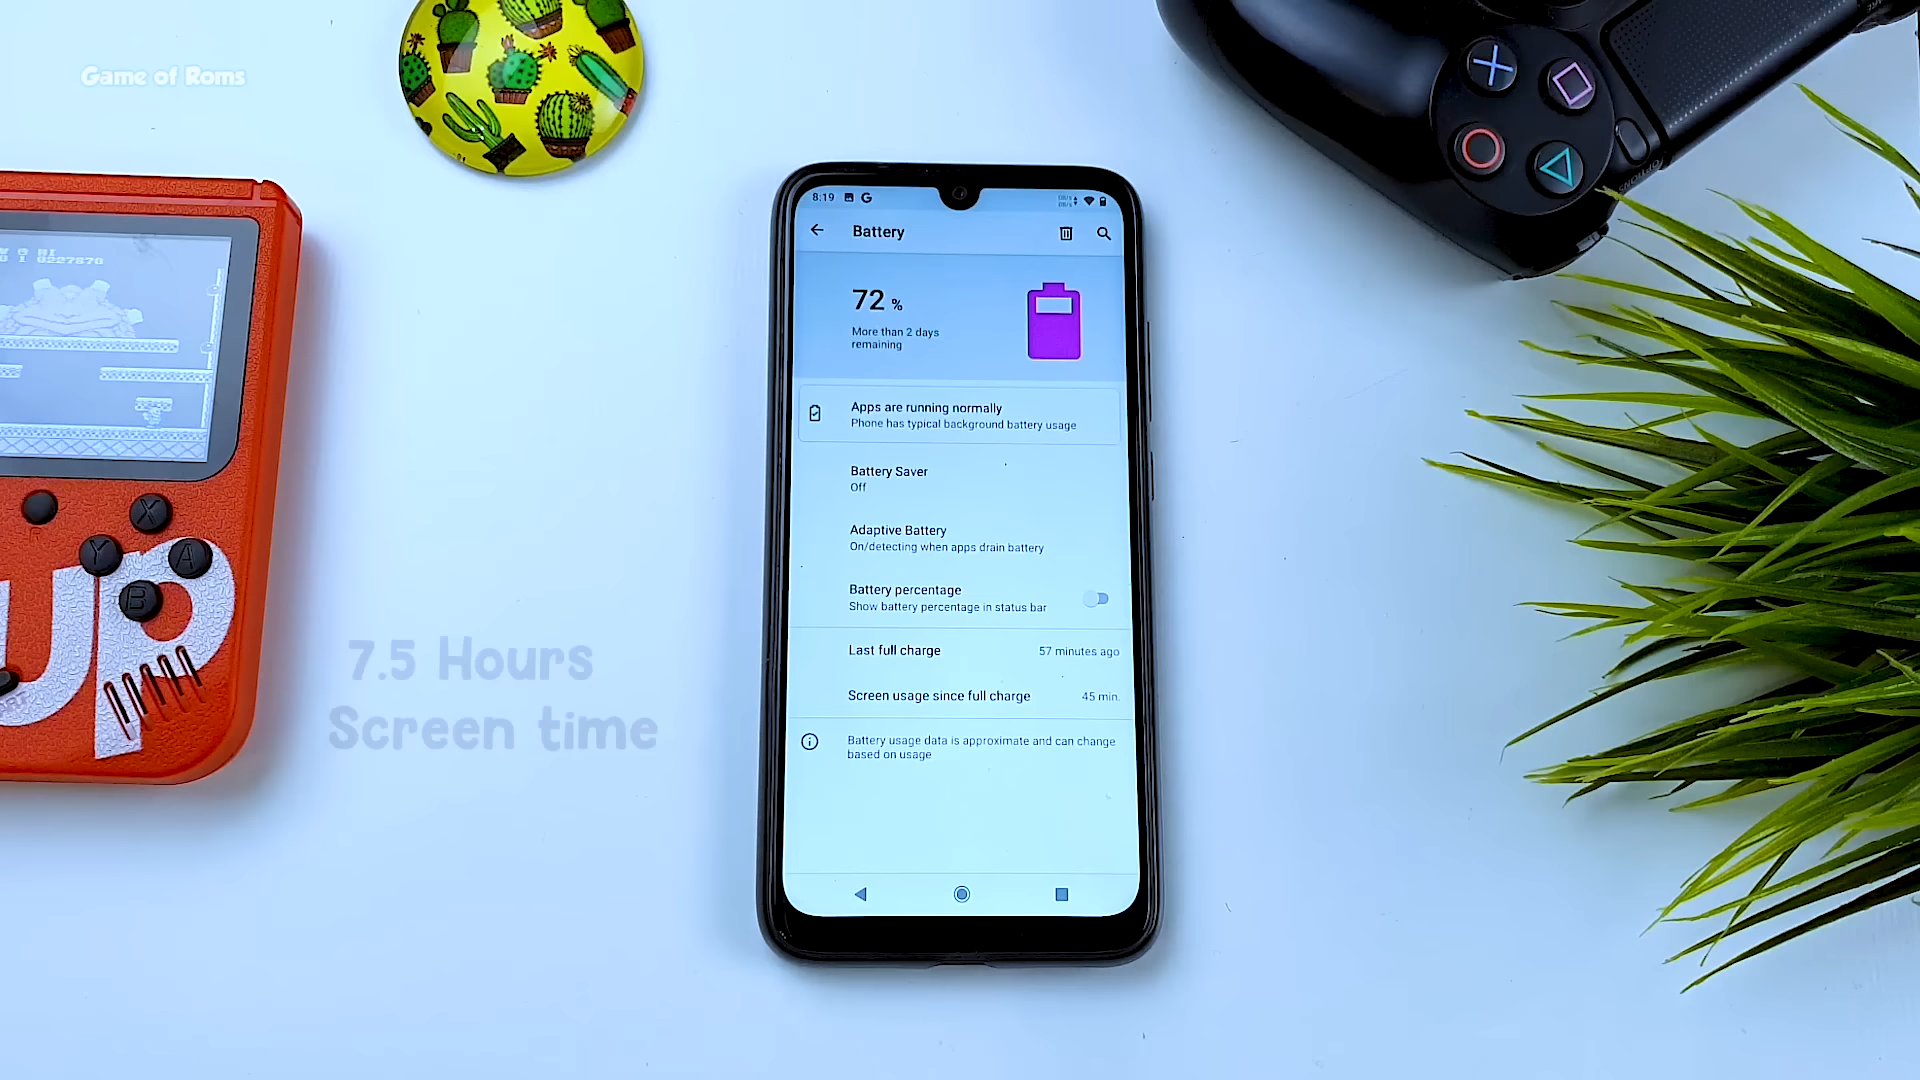 Game of Roms
8:19
Battery
72 %
More than 2 days
remaining
Apps are running normally
Phone has typical background battery usage
Battery Saver
Off
Adaptive Battery
On/detecting when apps drain battery
Battery percentage
Show battery percentage in status bar
Last full charge 57 minutes ago
Screen usage since full charge 45 min.
Battery usage data is approximate and can change
based on usage
7.5 Hours
Screen time
0227870
X
Y
A
B
up
OPTIONS